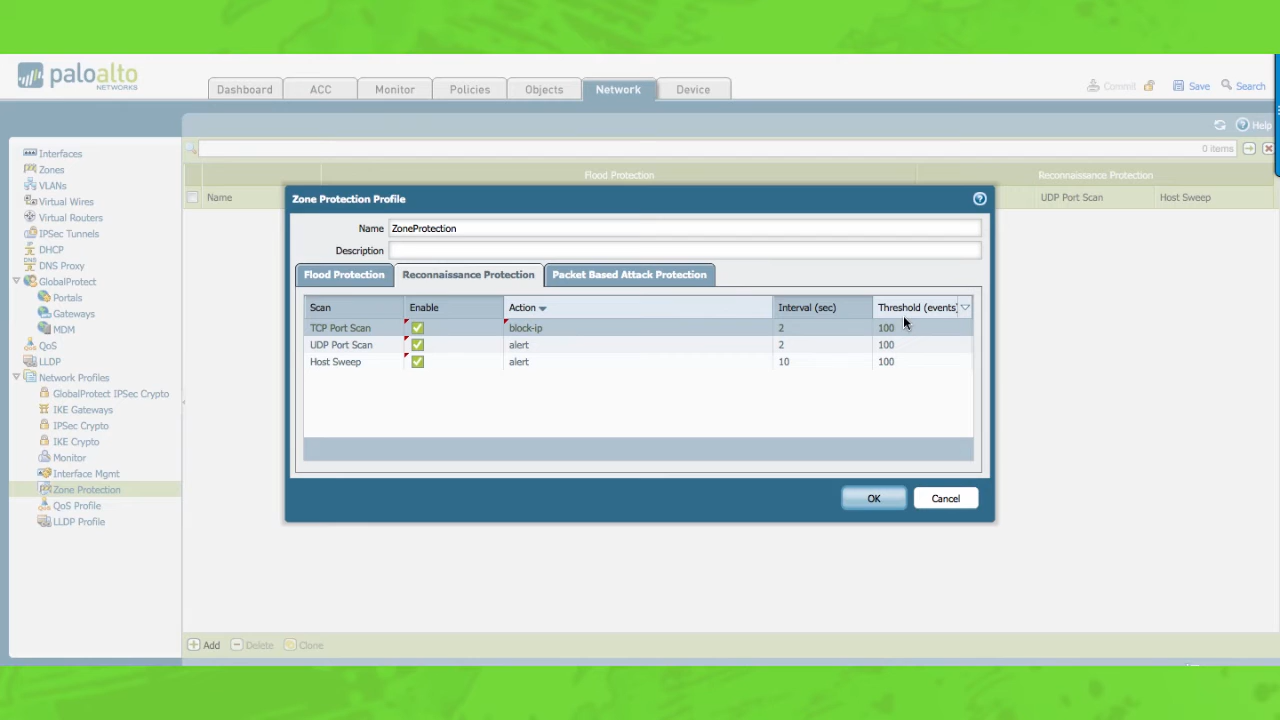 paloalto
NETWORKS
Dashboard
ACC
Monitor
Policies
Objects
Network
Device
Commit
Save
Search
Help
Interfaces
Zones
VLANs
Virtual Wires
Virtual Routers
IPSec Tunnels
DHCP
DNS Proxy
GlobalProtect
Portals
Gateways
MDM
QoS
LLDP
Network Profiles
GlobalProtect IPSec Crypto
IKE Gateways
IPSec Crypto
IKE Crypto
Monitor
Interface Mgmt
Zone Protection
QoS Profile
LLDP Profile
0 items
Flood Protection
Reconnaissance Protection
Name
UDP Port Scan
Host Sweep
Zone Protection Profile
Name ZoneProtection
Description
Flood Protection
Reconnaissance Protection
Packet Based Attack Protection
Scan Enable Action Interval (sec) Threshold (events)
TCP Port Scan block-ip 2 100
UDP Port Scan alert 2 100
Host Sweep alert 10 100
OK
Cancel
Add
Delete
Clone